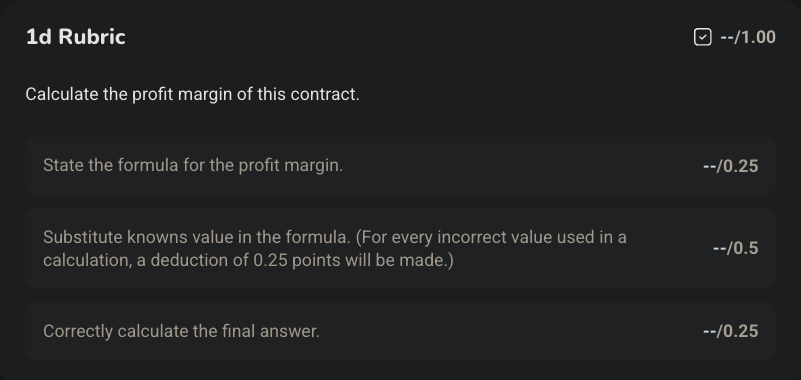 1d Rubric
--/1.00
Calculate the profit margin of this contract.
State the formula for the profit margin.
--/0.25
Substitute knowns value in the formula. (For every incorrect value used in a
calculation, a deduction of 0.25 points will be made.)
--/0.5
Correctly calculate the final answer.
--/0.25